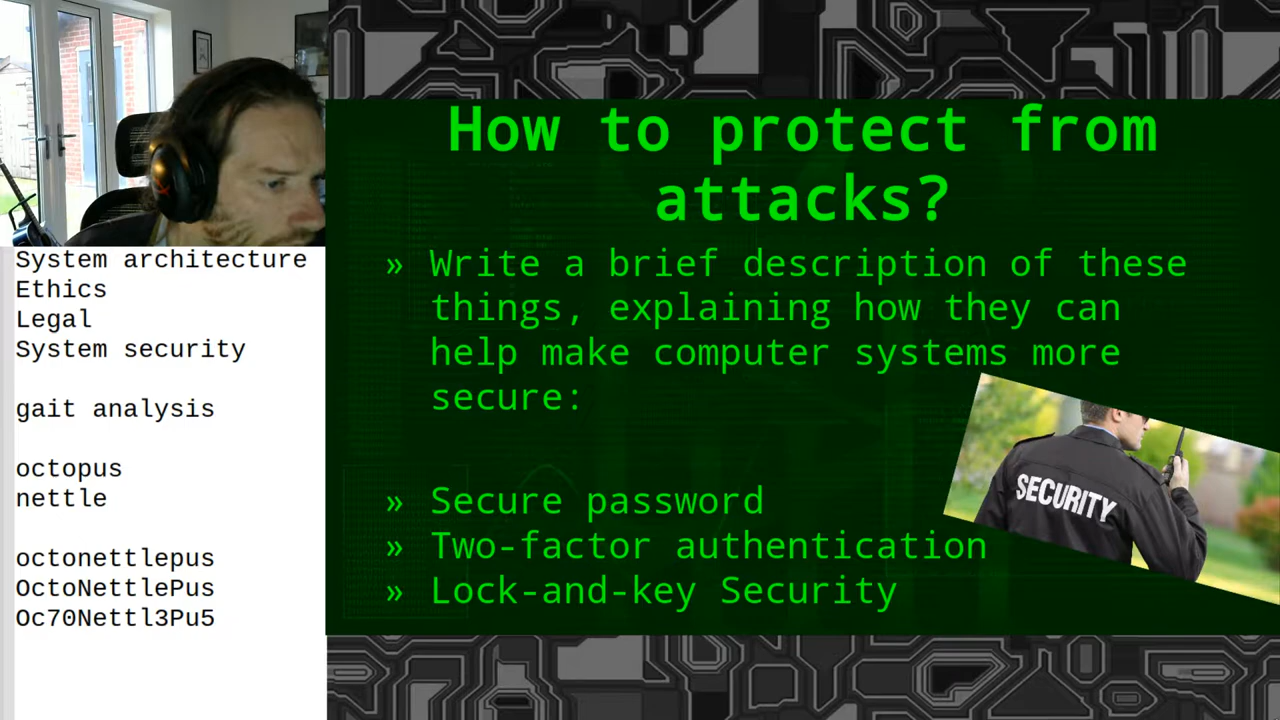 System architecture
Ethics
Legal
System security
gait analysis
octopus
nettle
octonettlepus
OctoNettlePus
Oc70Nettl3Pu5
How to protect from
attacks?
» Write a brief description of these
things, explaining how they can
help make computer systems more
secure:
» Secure password
» Two-factor authentication
» Lock-and-key Security
SECURITY